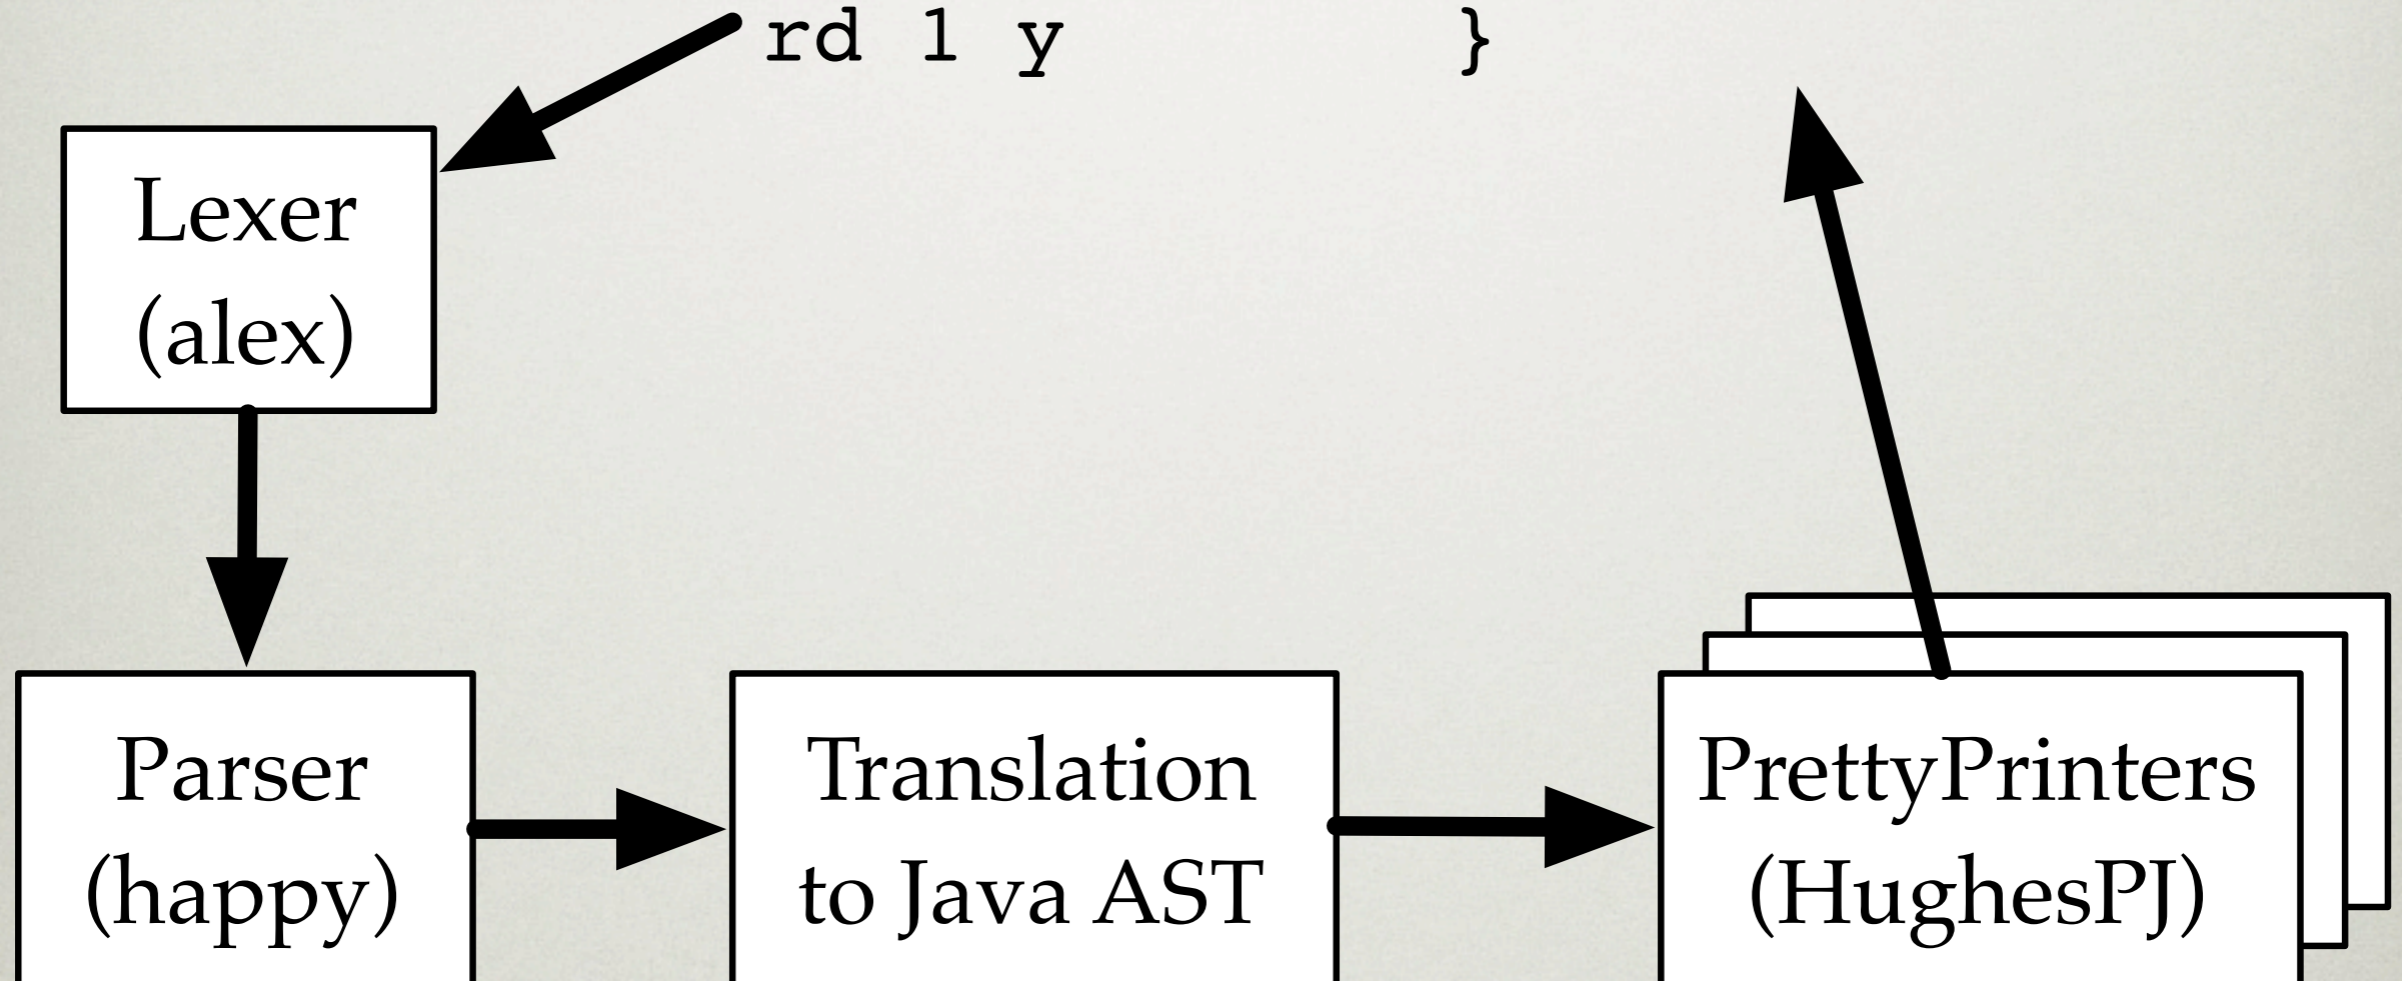 rd 1 y }
Lexer
(alex)
Parser
(happy)
Translation
to Java AST
PrettyPrinters
(HughesPJ)